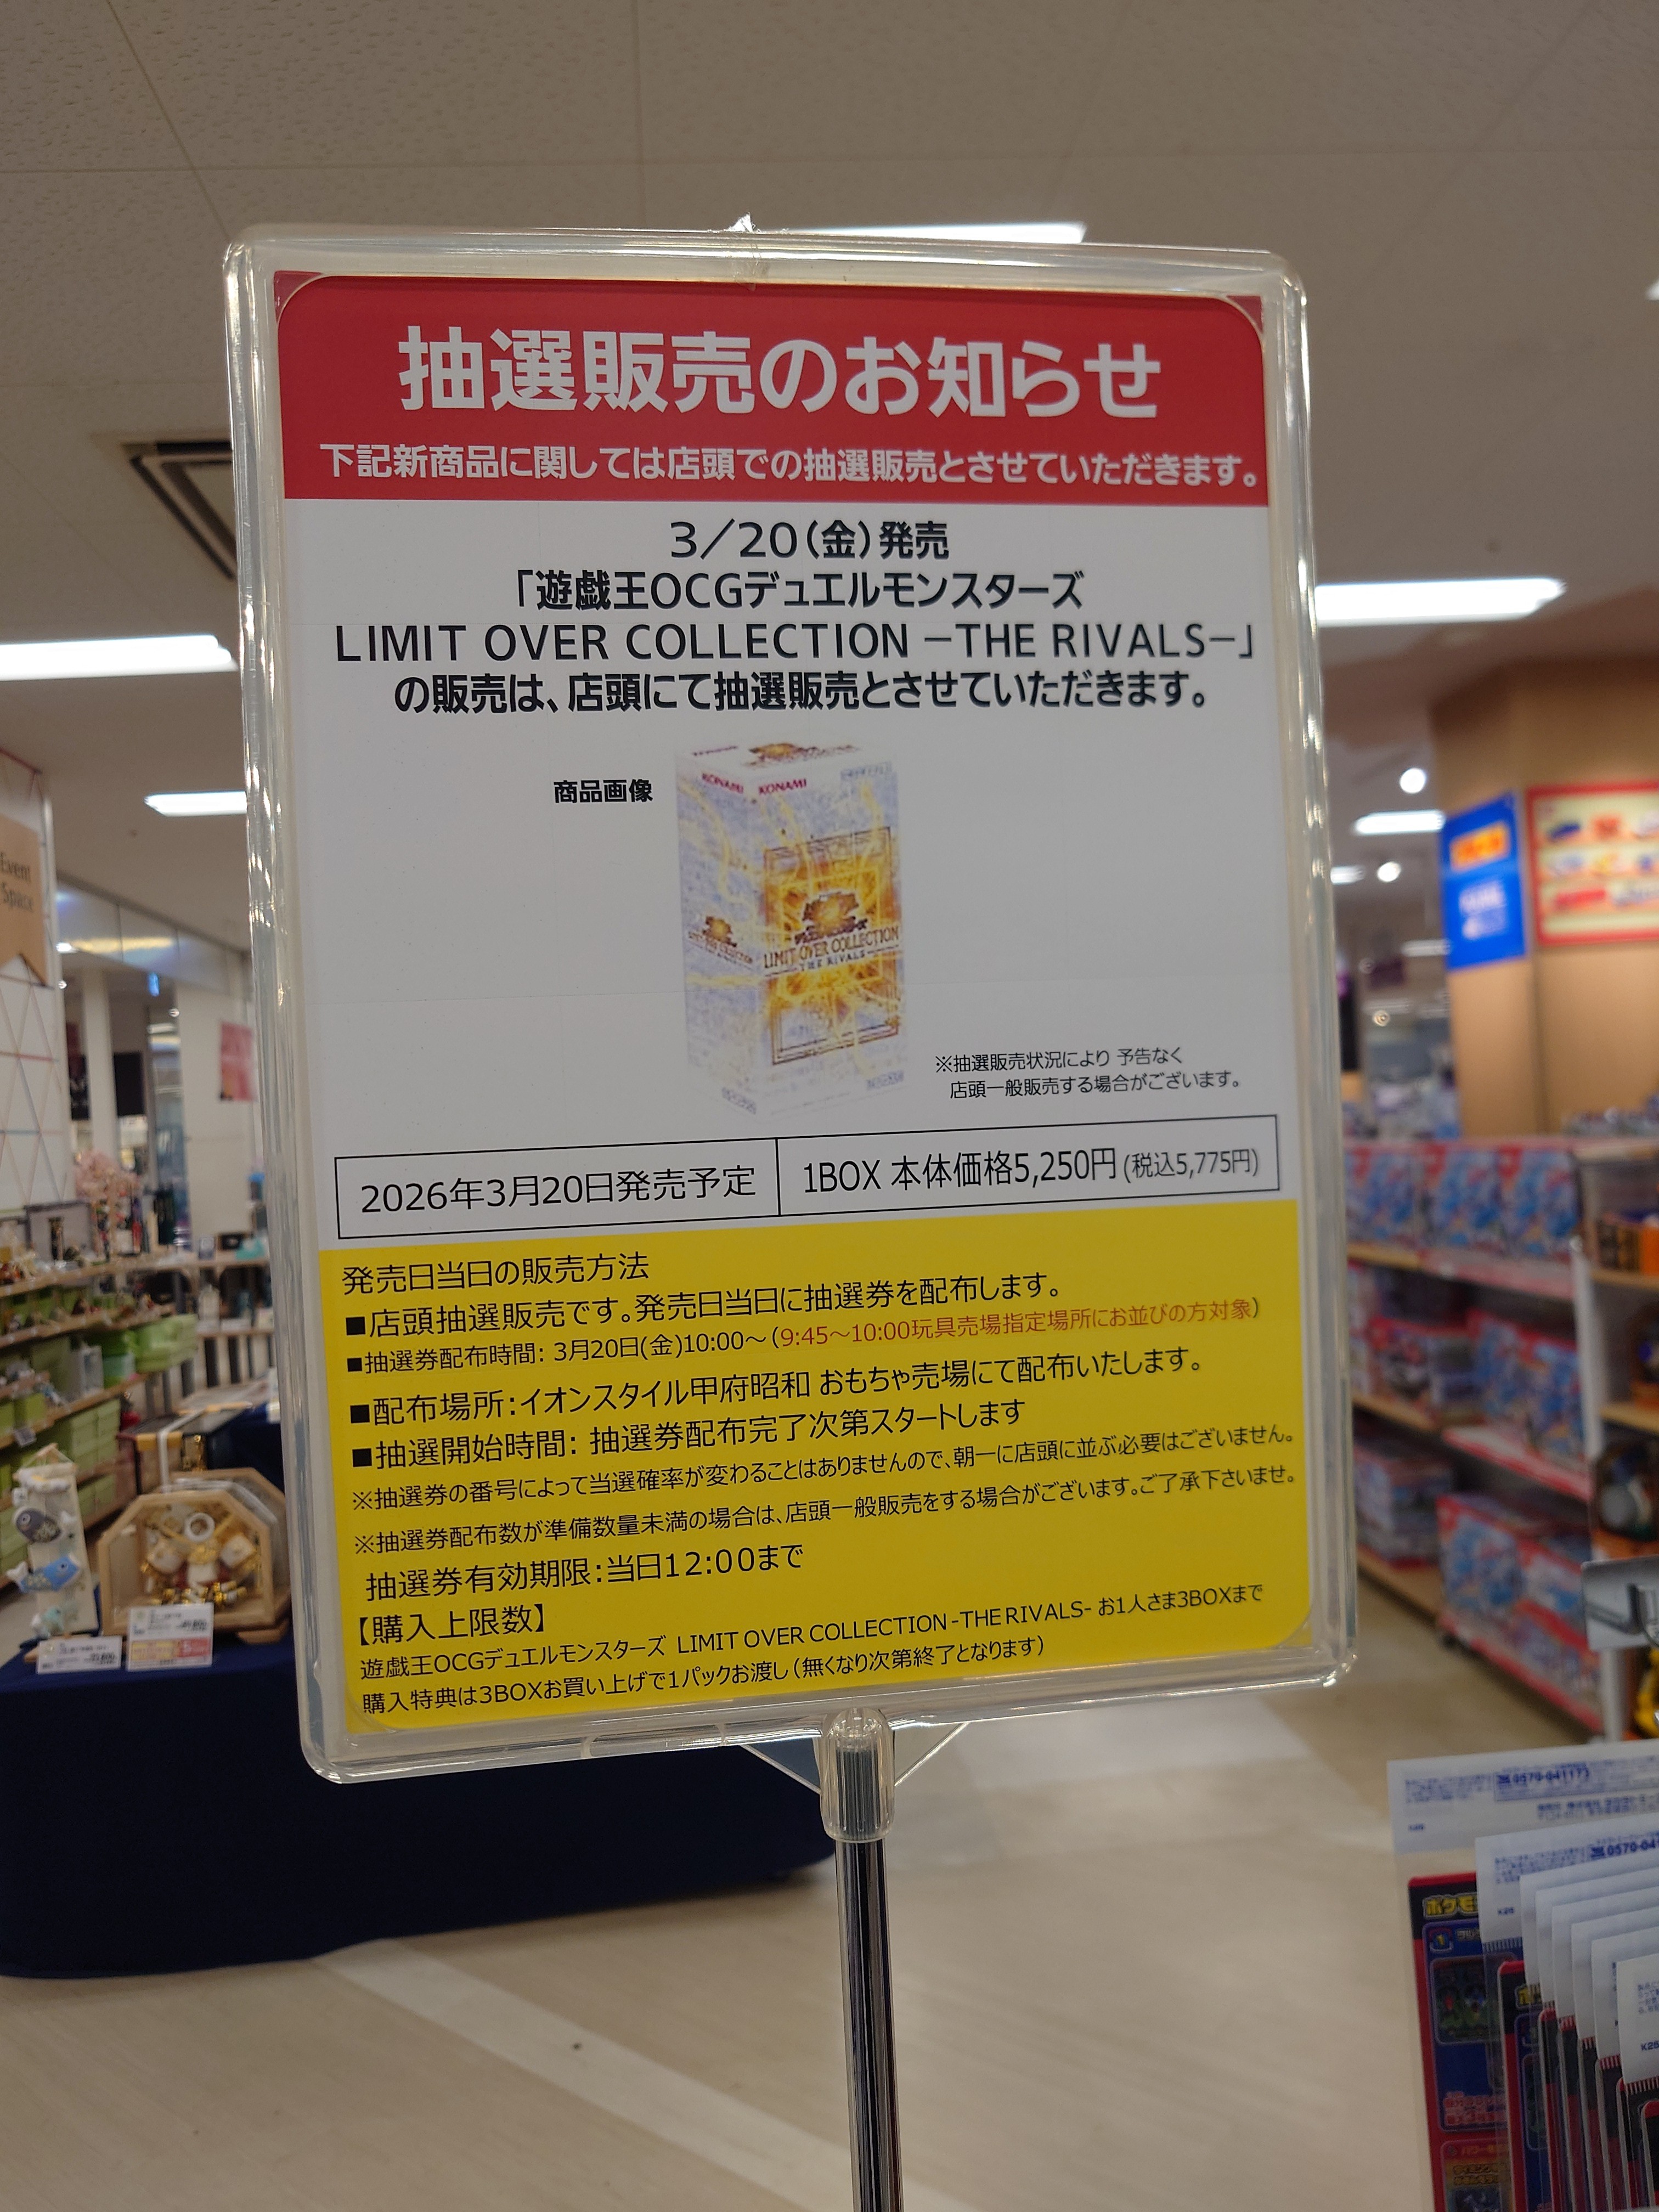 抽選販売のお知らせ
下記新商品に関しては店頭での抽選販売とさせていただきます。
3／20（金）発売
「遊戯王OCGデュエルモンスターズ
LIMIT OVER COLLECTION －THE RIVALS－」
の販売は、店頭にて抽選販売とさせていただきます。
商品画像
KONAMI
KONAMI
LIMIT OVER COLLECTION
THE RIVALS
※抽選販売状況により 予告なく
店頭一般販売する場合がございます。
2026年3月20日発売予定
1BOX 本体価格5,250円(税込5,775円)
発売日当日の販売方法
■店頭抽選販売です。発売日当日に抽選券を配布します。
■抽選券配布時間：3月20日(金)10:00～（9:45～10:00玩具売場指定場所にお並びの方対象）
■配布場所：イオンスタイル甲府昭和 おもちゃ売場にて配布いたします。
■抽選開始時間：抽選券配布完了次第スタートします
※抽選券の番号によって当選確率が変わることはありませんので、朝一に店頭に並ぶ必要はございません。
※抽選券配布数が準備数量未満の場合は、店頭一般販売をする場合がございます。ご了承下さいませ。
抽選券有効期限：当日12：00まで
【購入上限数】
遊戯王OCGデュエルモンスターズ LIMIT OVER COLLECTION -THE RIVALS- お1人さま3BOXまで
購入特典は3BOXお買い上げで1パックお渡し（無くなり次第終了となります）
Event
Space
0570-041173
0570-041
ポケモ
K26